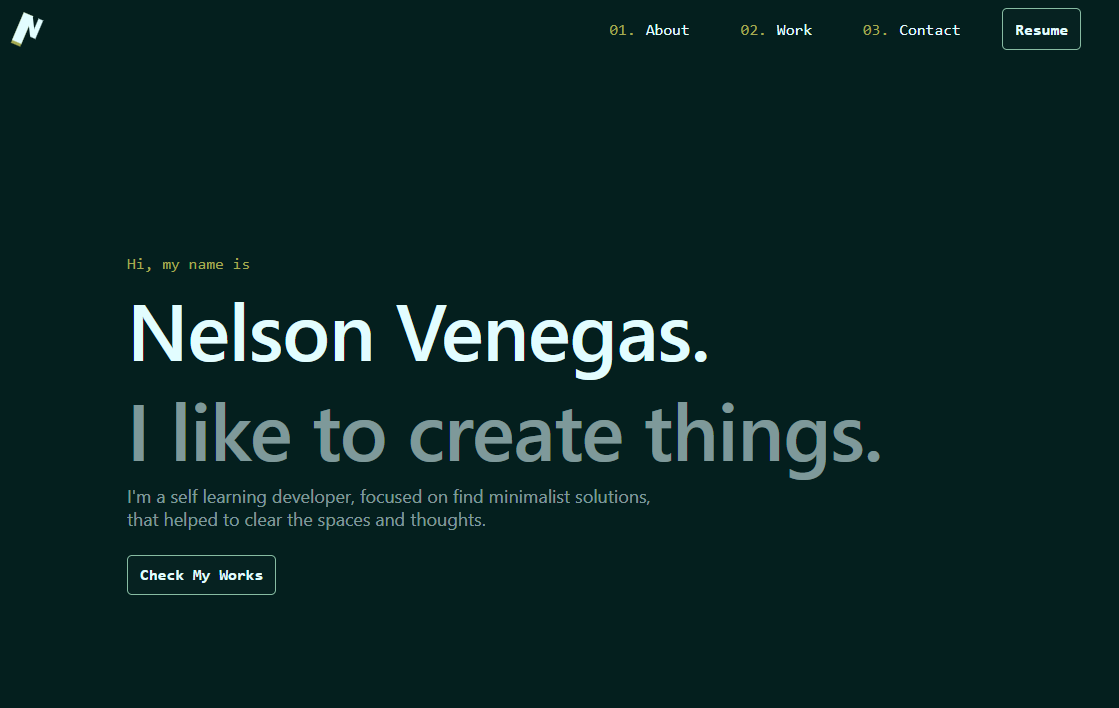 N
01. About 02. Work 03. Contact Resume
Hi, my name is
Nelson Venegas.
I like to create things.
I'm a self learning developer, focused on find minimalist solutions,
that helped to clear the spaces and thoughts.
Check My Works